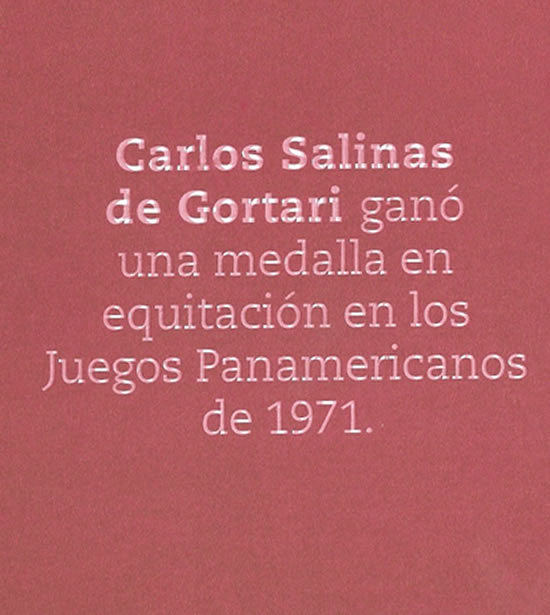 Carlos Salinas
de Gortari ganó
una medalla en
equitación en los
Juegos Panamericanos
de 1971.